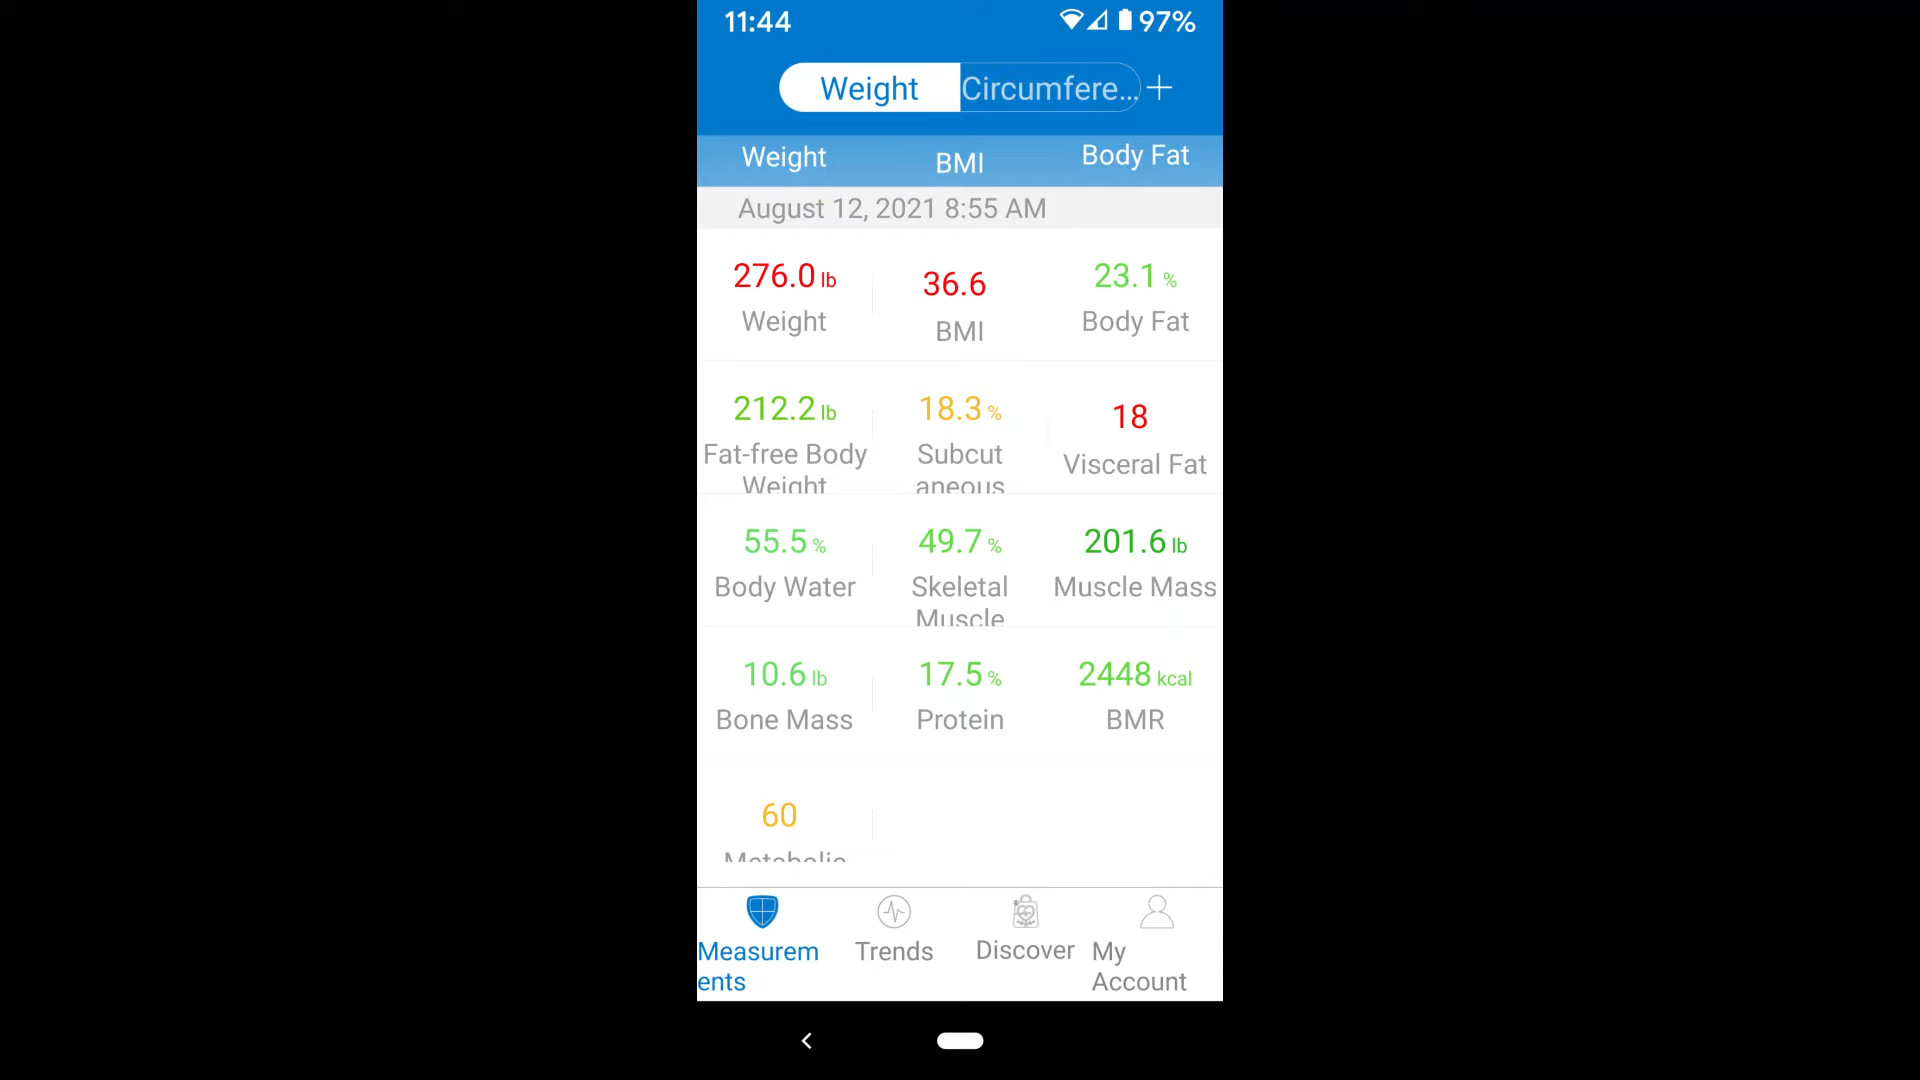 11:44 97%
Weight Circumfere... +
Weight BMI Body Fat
August 12, 2021 8:55 AM
276.0 lb 36.6 23.1 %
Weight BMI Body Fat
212.2 lb 18.3 % 18
Fat-free Body Subcut Visceral Fat
Weight aneous
55.5 % 49.7 % 201.6 lb
Body Water Skeletal Muscle Mass
Muscle
10.6 lb 17.5 % 2448 kcal
Bone Mass Protein BMR
60
Metabolic
Measurem Trends Discover My
ents Account